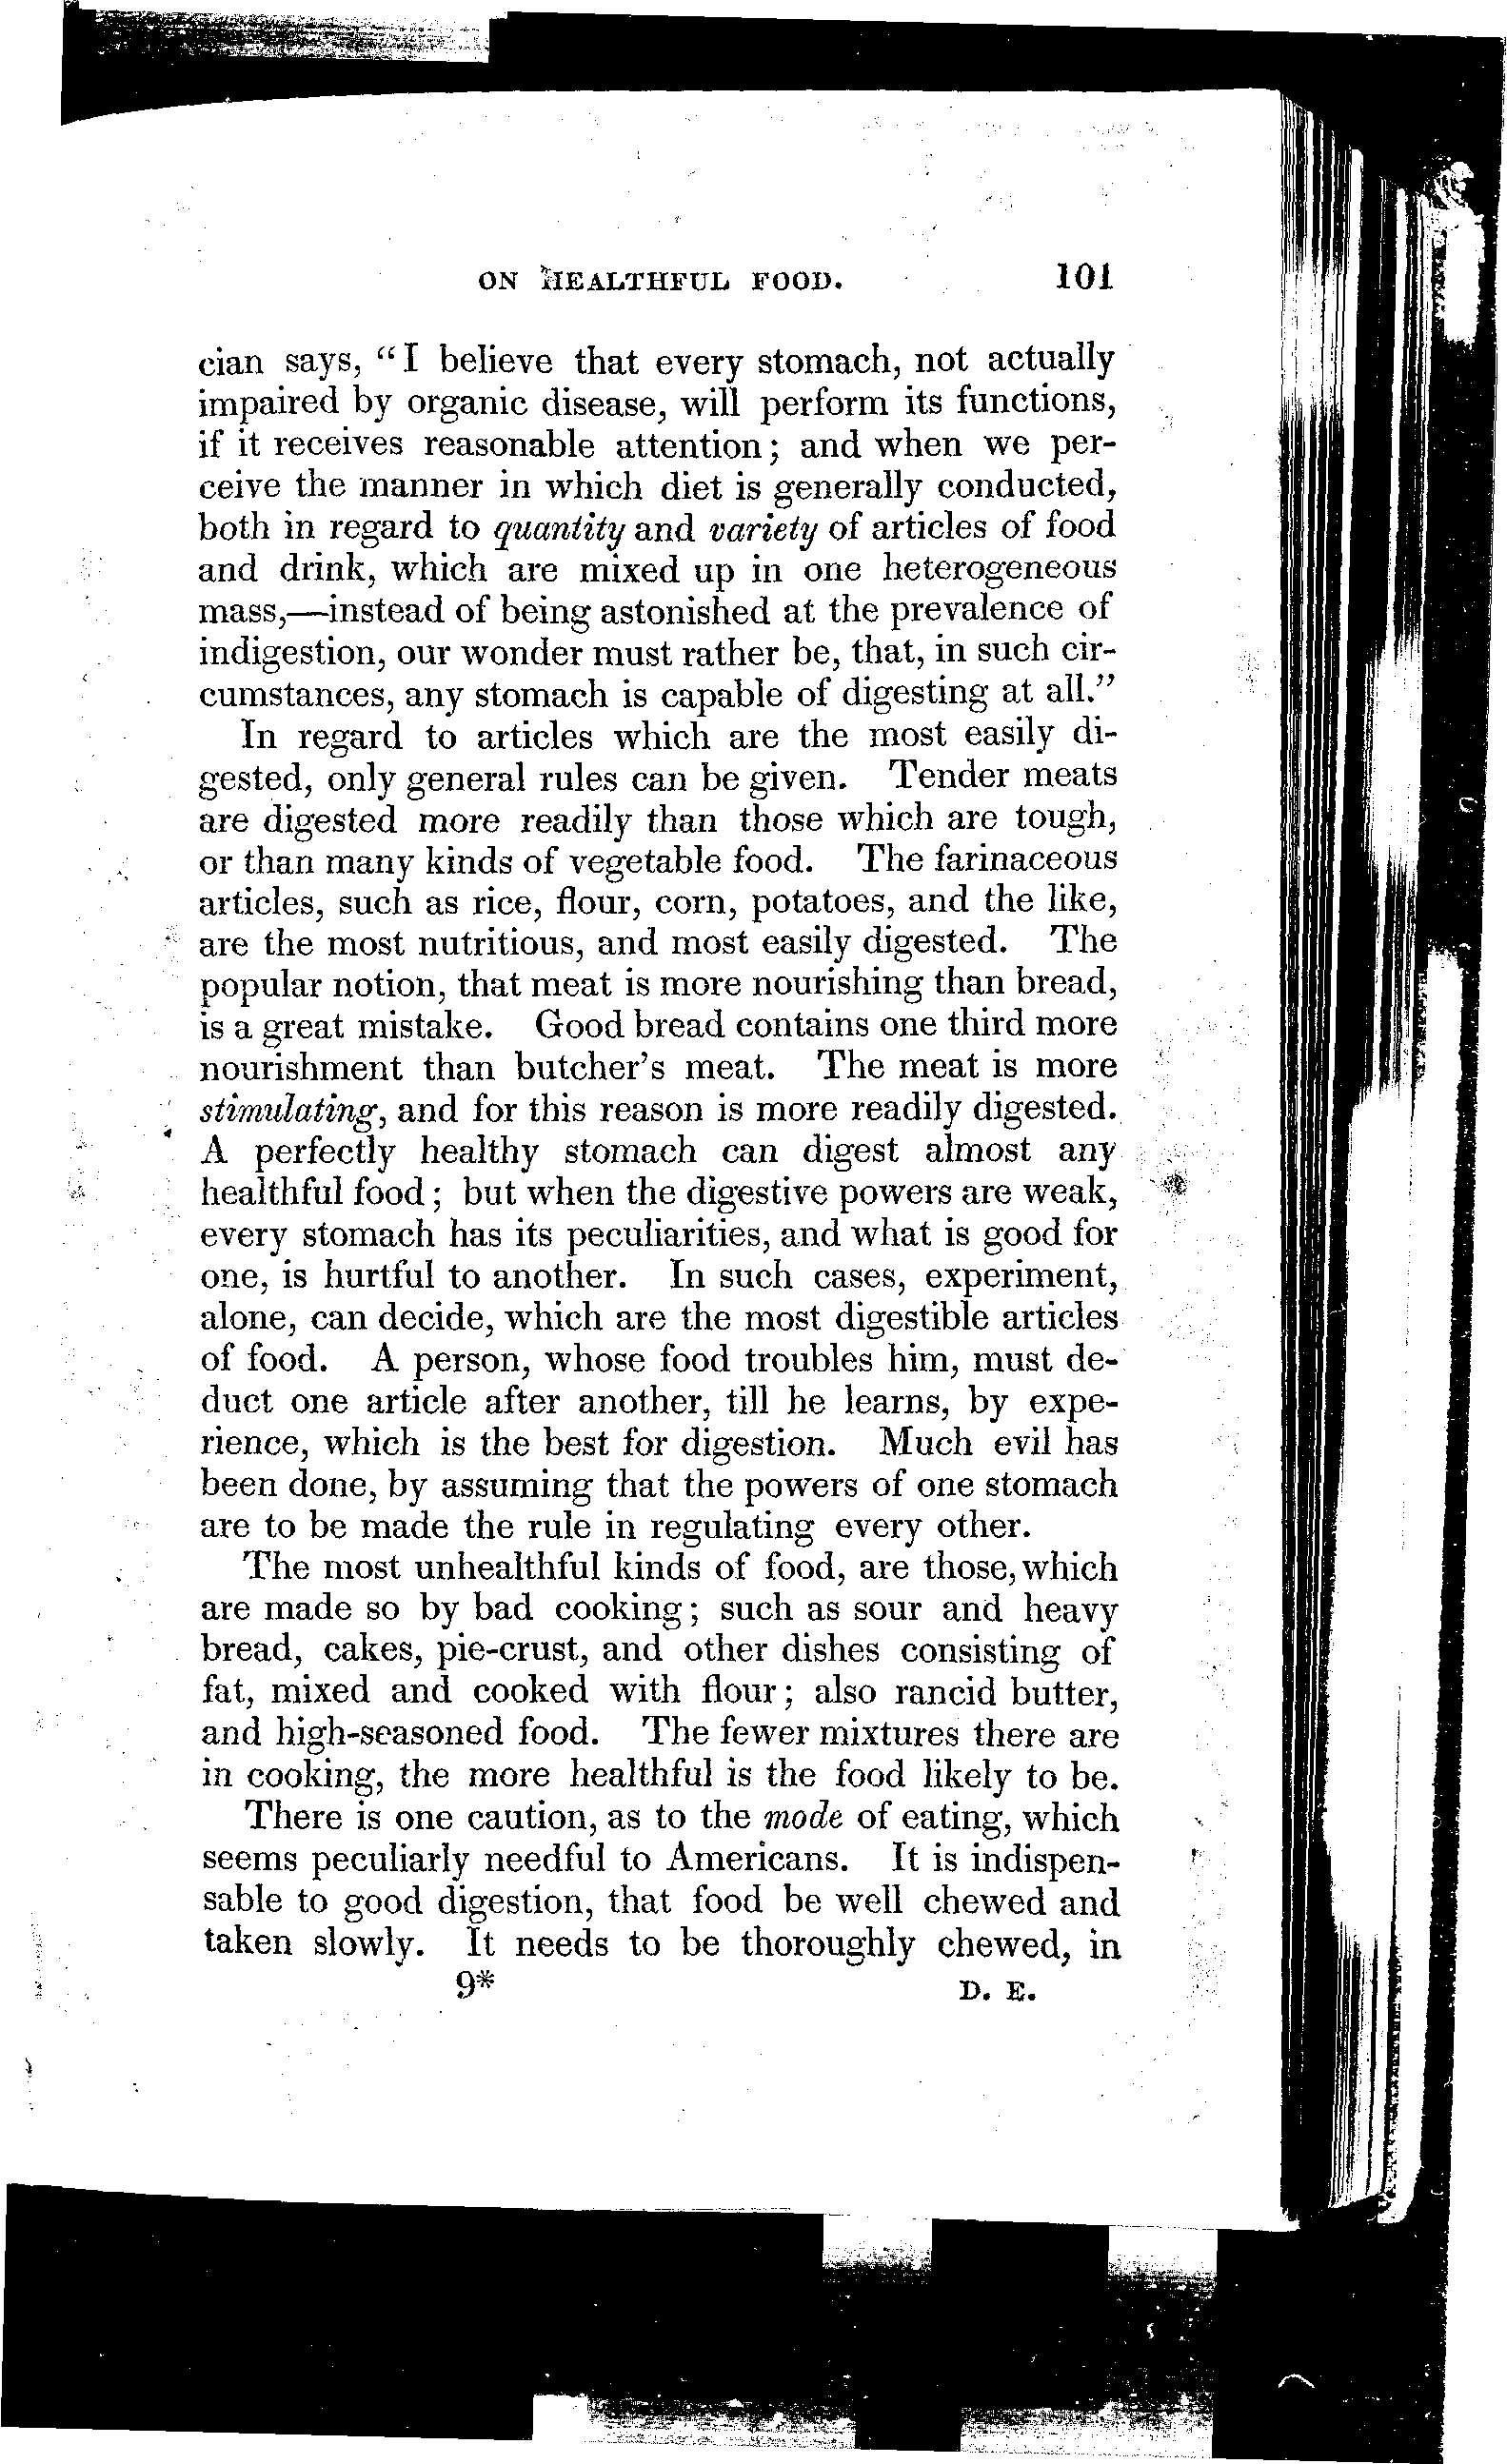 ON HEALTHFUL FOOD. 101
cian says, “I believe that every stomach, not actually
impaired by organic disease, will perform its functions,
if it receives reasonable attention; and when we per-
ceive the manner in which diet is generally conducted,
both in regard to quantity and variety of articles of food
and drink, which are mixed up in one heterogeneous
mass,—instead of being astonished at the prevalence of
indigestion, our wonder must rather be, that, in such cir-
cumstances, any stomach is capable of digesting at all.”
In regard to articles which are the most easily di-
gested, only general rules can be given. Tender meats
are digested more readily than those which are tough,
or than many kinds of vegetable food. The farinaceous
articles, such as rice, flour, corn, potatoes, and the like,
are the most nutritious, and most easily digested. The
popular notion, that meat is more nourishing than bread,
is a great mistake. Good bread contains one third more
nourishment than butcher’s meat. The meat is more
stimulating, and for this reason is more readily digested.
A perfectly healthy stomach can digest almost any
healthful food; but when the digestive powers are weak,
every stomach has its peculiarities, and what is good for
one, is hurtful to another. In such cases, experiment,
alone, can decide, which are the most digestible articles
of food. A person, whose food troubles him, must de-
duct one article after another, till he learns, by expe-
rience, which is the best for digestion. Much evil has
been done, by assuming that the powers of one stomach
are to be made the rule in regulating every other.
The most unhealthful kinds of food, are those, which
are made so by bad cooking; such as sour and heavy
bread, cakes, pie-crust, and other dishes consisting of
fat, mixed and cooked with flour; also rancid butter,
and high-seasoned food. The fewer mixtures there are
in cooking, the more healthful is the food likely to be.
There is one caution, as to the mode of eating, which
seems peculiarly needful to Americans. It is indispen-
sable to good digestion, that food be well chewed and
taken slowly. It needs to be thoroughly chewed, in
9* D. E.